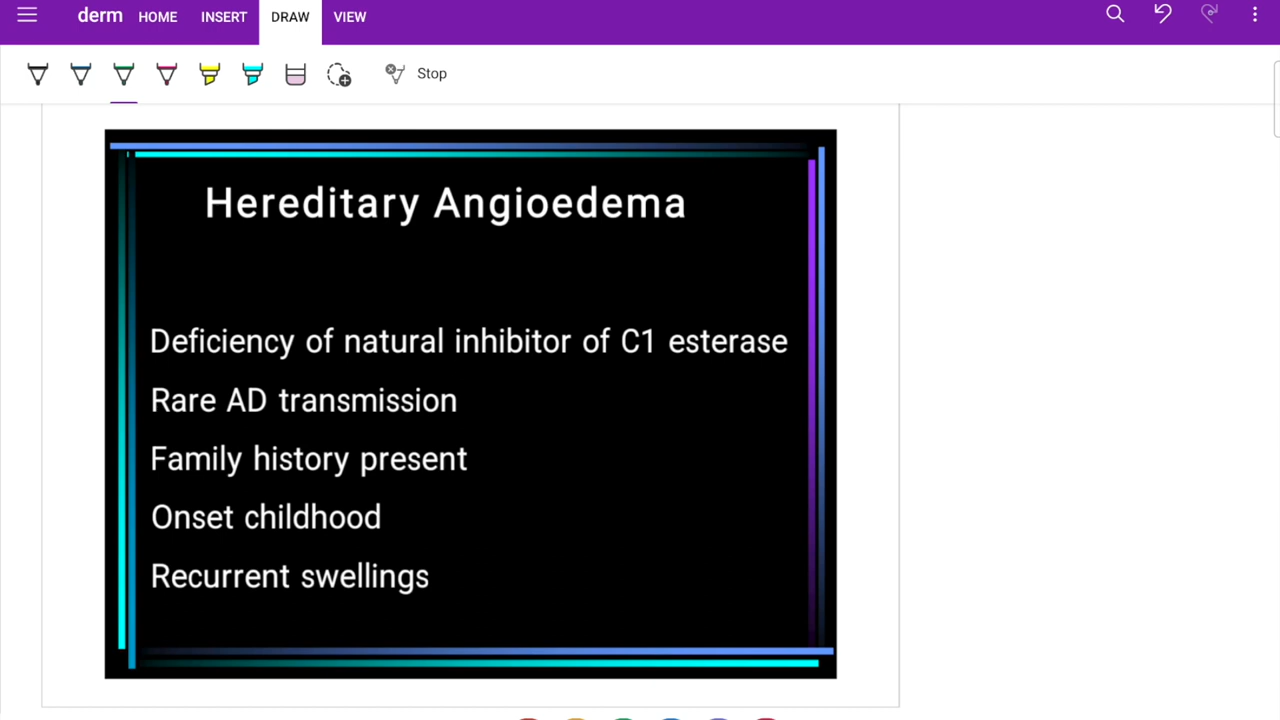 derm HOME INSERT DRAW VIEW
Stop
Hereditary Angioedema
Deficiency of natural inhibitor of C1 esterase
Rare AD transmission
Family history present
Onset childhood
Recurrent swellings